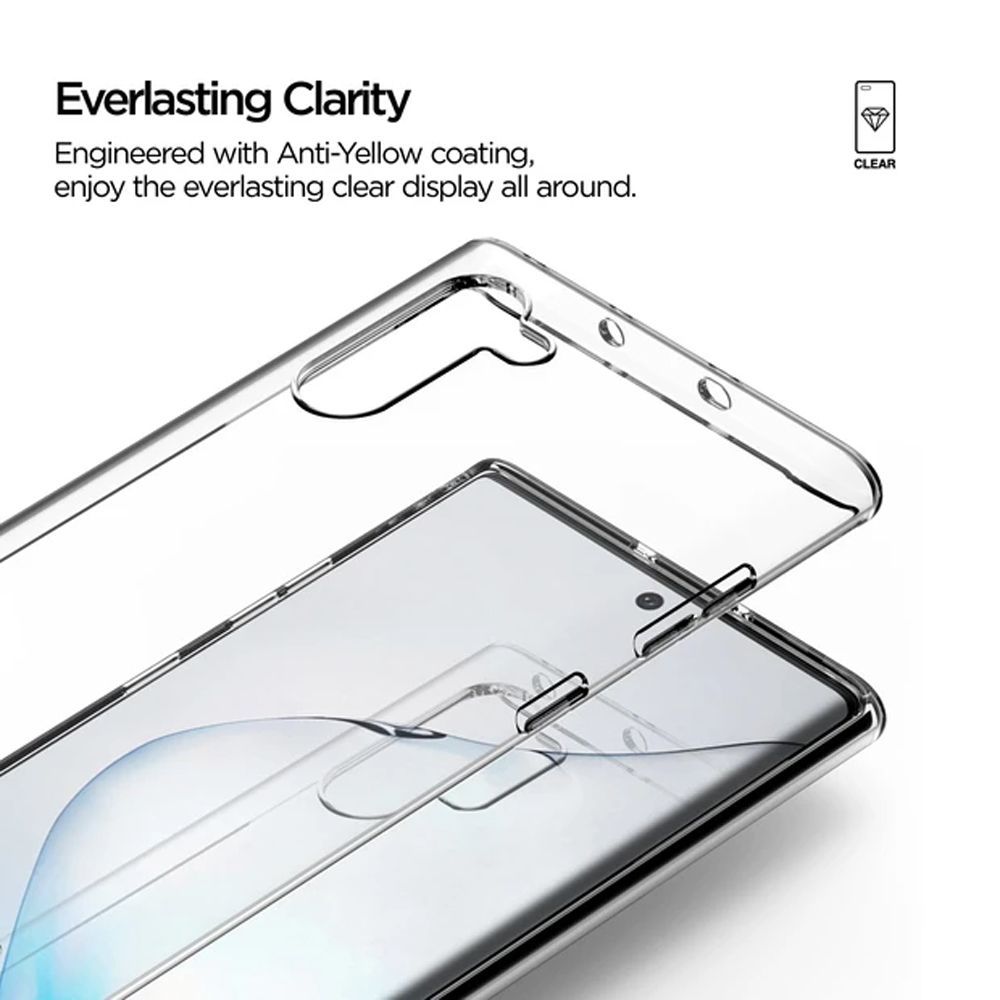 Everlasting Clarity
Engineered with Anti-Yellow coating,
enjoy the everlasting clear display all around.
CLEAR